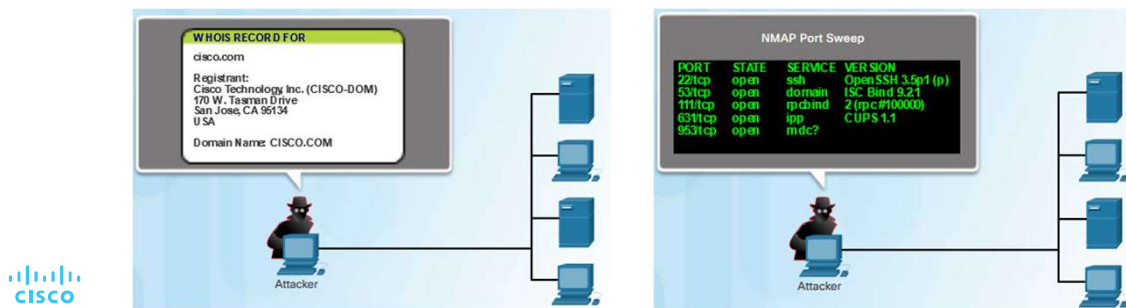 WHOIS RECORD FOR
cisco.com
Registrant:
Cisco Technology, Inc. (CISCO-DOM)
170 W. Tasman Drive
San Jose, CA 95134
USA
Domain Name: CISCO.COM
Attacker
NMAP Port Sweep
PORT STATE SERVICE VERSION
22/tcp open ssh OpenSSH 3.5p1 (p)
53/tcp open domain ISC Bind 9.21
111/tcp open rpcbind 2 (rpc #100000)
631/tcp open ipp CUPS 1.1
953/tcp open rndc?
Attacker
CISCO